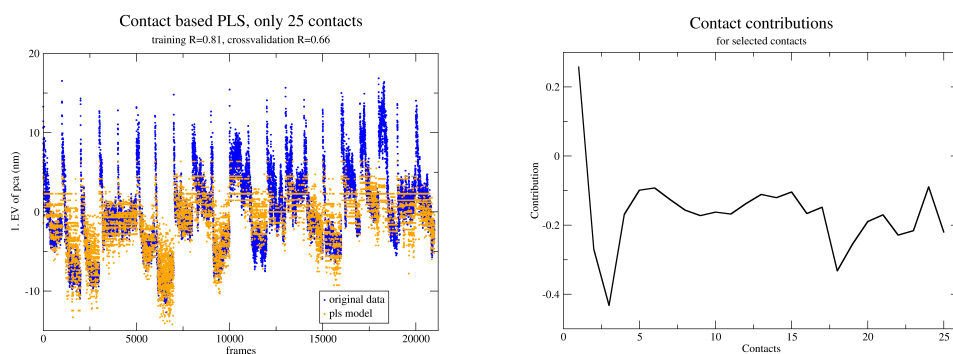 Contact based PLS, only 25 contacts
training R=0.81, crossvalidation R=0.66
20
10
0
-10
1. EV of pca (nm)
original data
pls model
0 5000 10000 15000 20000
frames
Contact contributions
for selected contacts
0.2
0
-0.2
-0.4
Contribution
0 5 10 15 20 25
Contacts